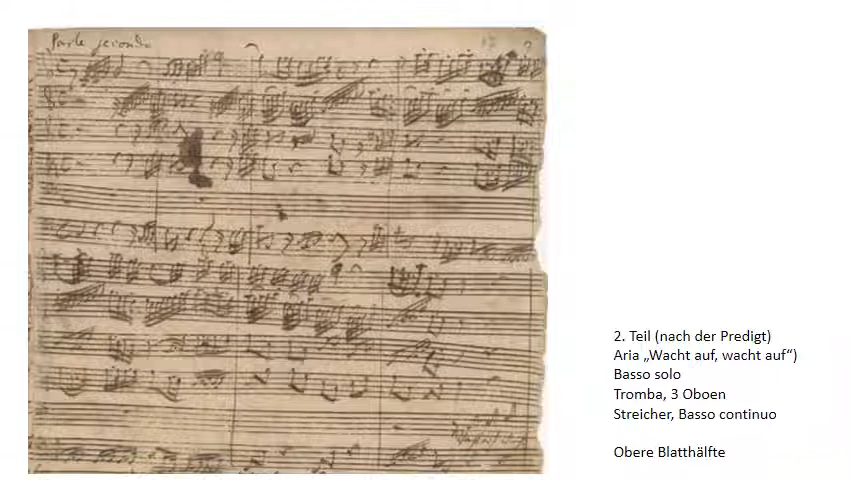 Parte seconda
2. Teil (nach der Predigt)
Aria „Wacht auf, wacht auf“)
Basso solo
Tromba, 3 Oboen
Streicher, Basso continuo
Obere Blatthälfte